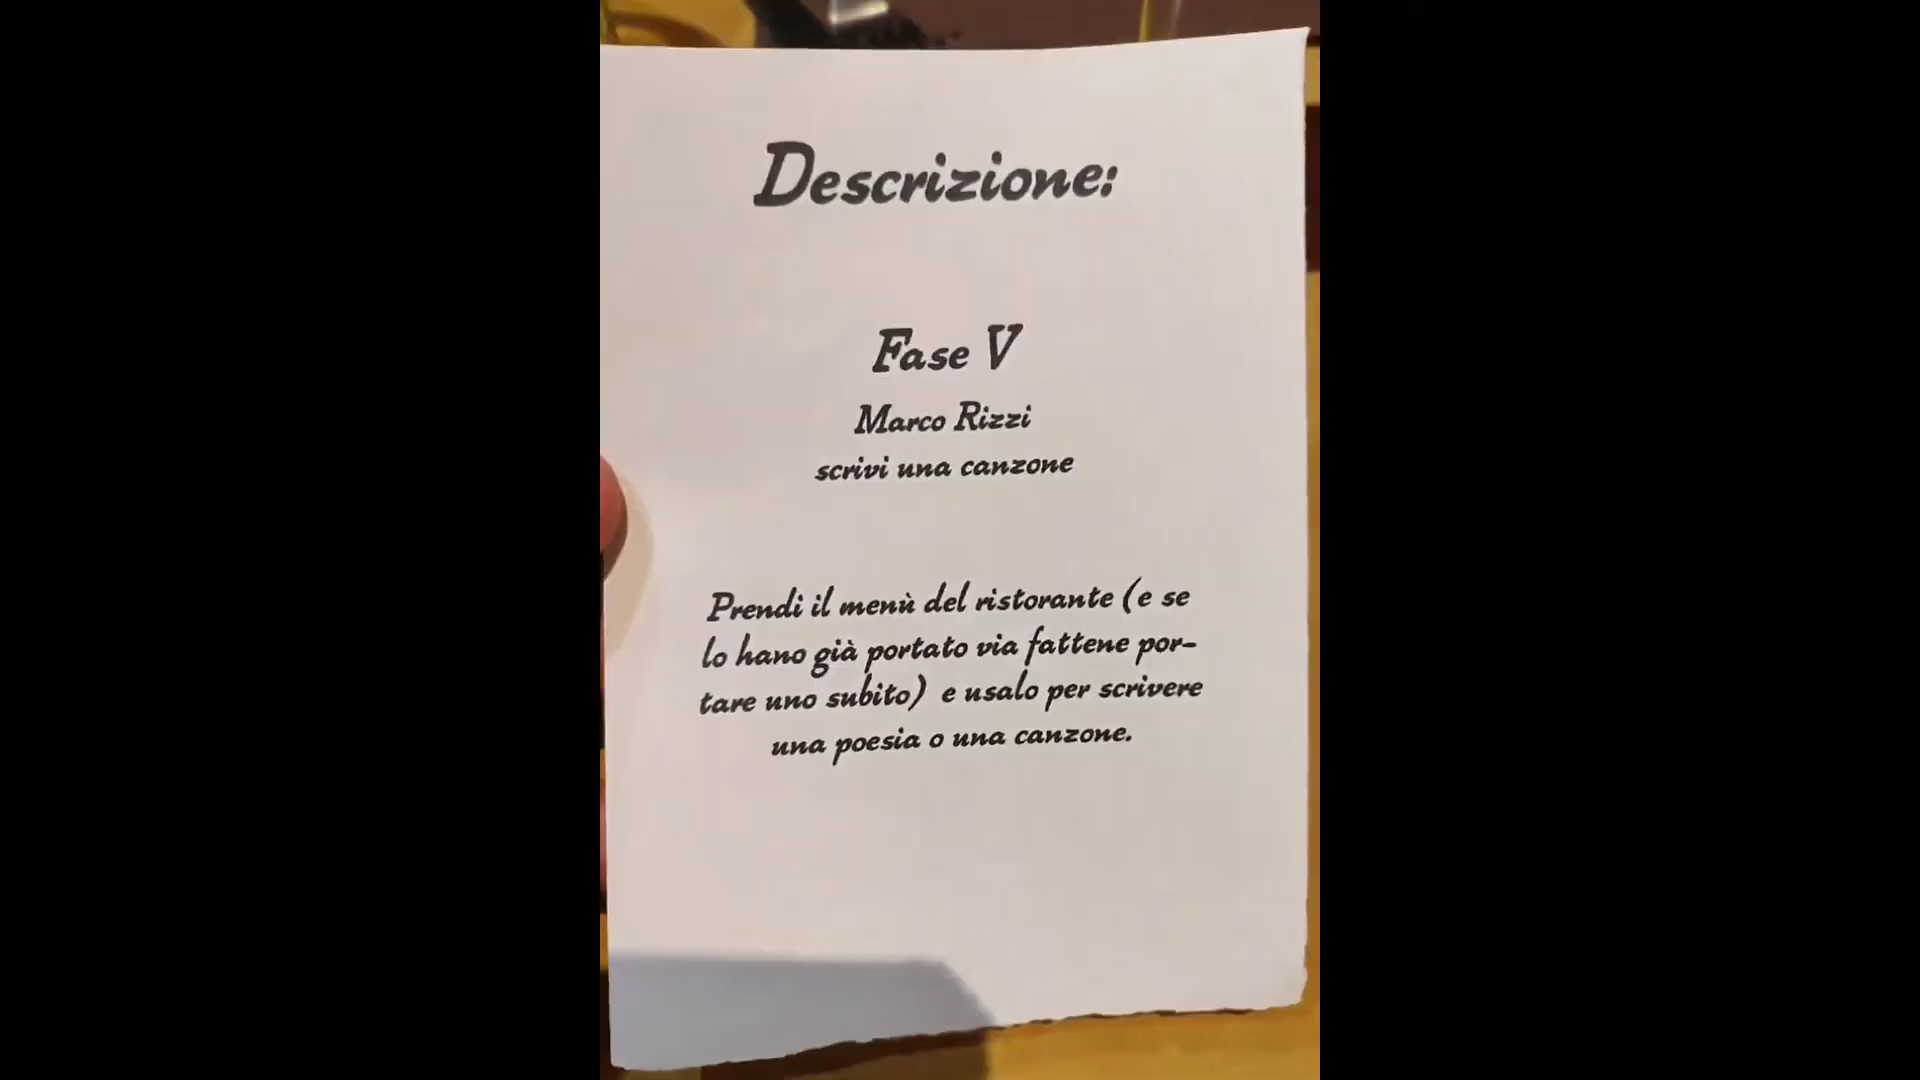 Descrizione:
Fase V
Marco Rizzi
scrivi una canzone
Prendi il menù del ristorante (e se
lo hano già portato via fattene por-
tare uno subito) e usalo per scrivere
una poesia o una canzone.